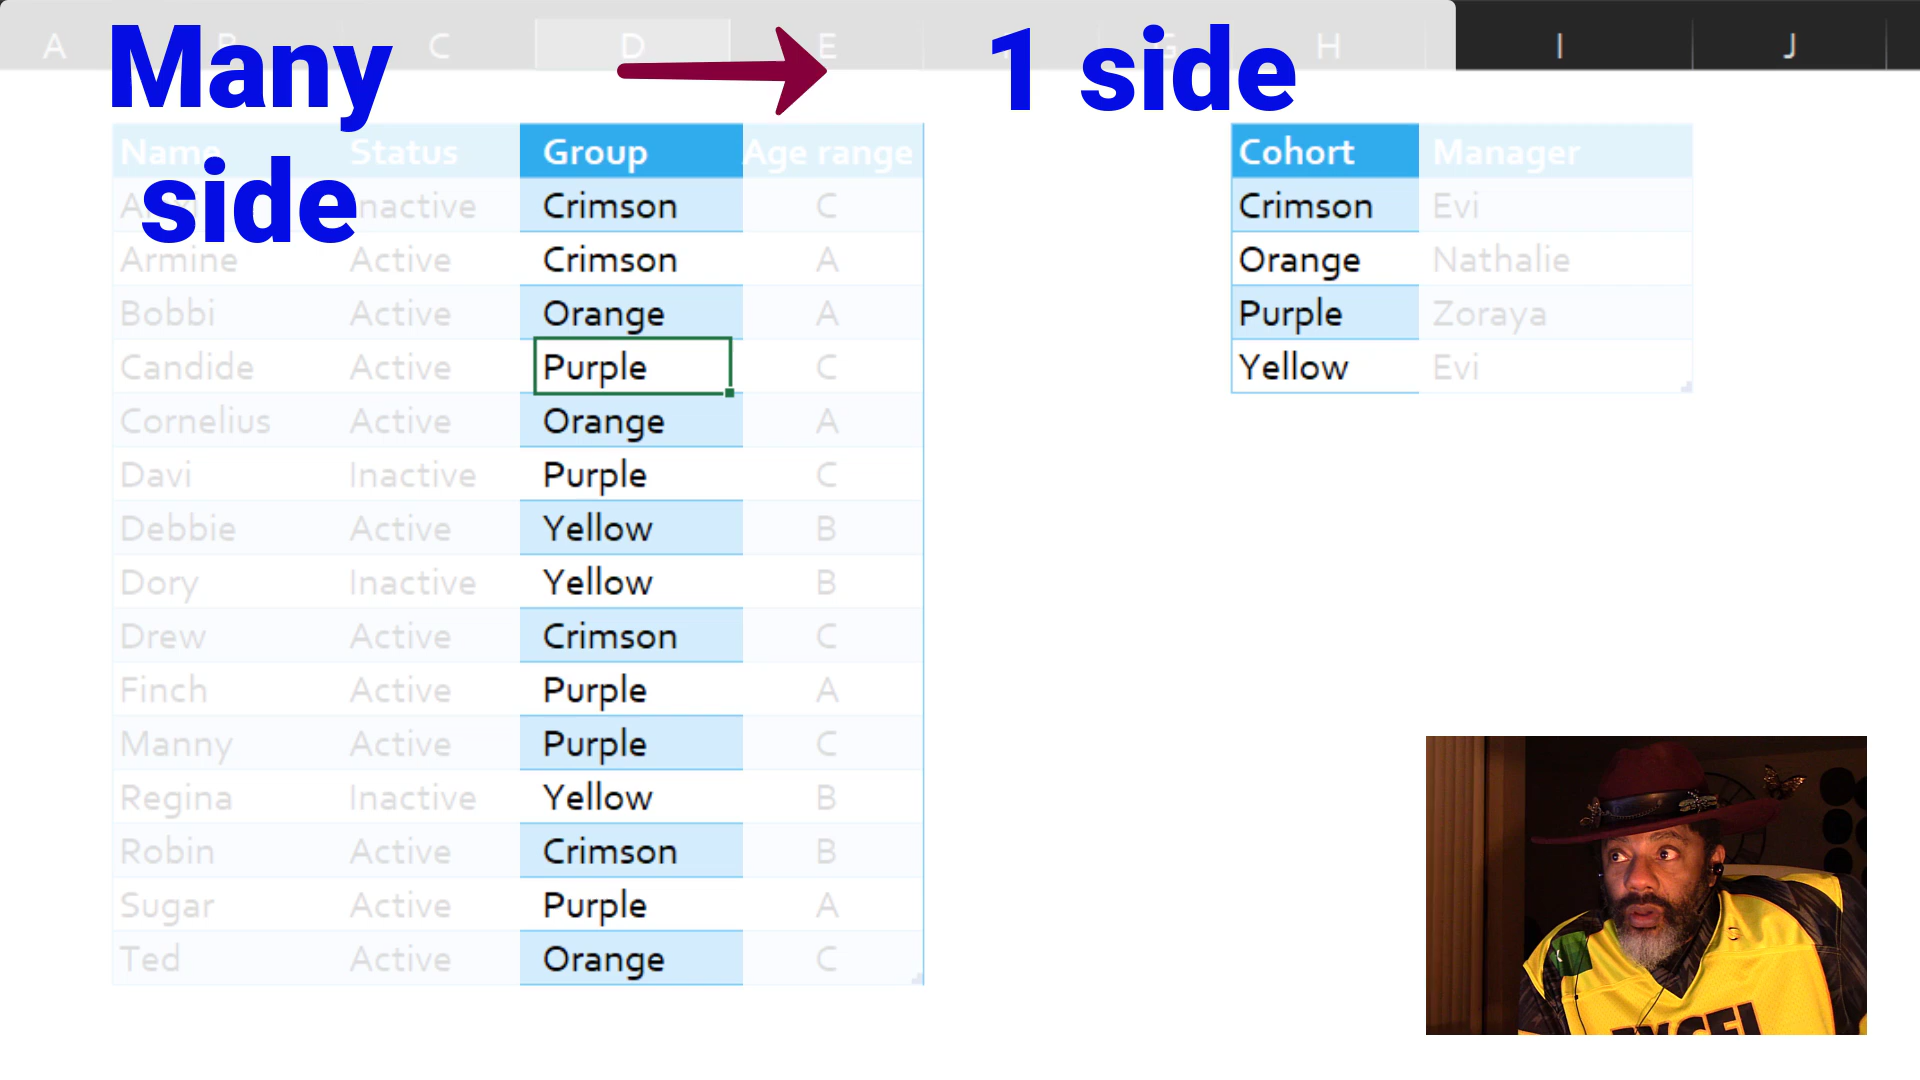 A B C D E G H I J
Many → 1 side
side
Name Status Group Age range
nactive Crimson C
Armine Active Crimson A
Bobbi Active Orange A
Candide Active Purple C
Cornelius Active Orange A
Davi Inactive Purple C
Debbie Active Yellow B
Dory Inactive Yellow B
Drew Active Crimson C
Finch Active Purple A
Manny Active Purple C
Regina Inactive Yellow B
Robin Active Crimson B
Sugar Active Purple A
Ted Active Orange C
Cohort Manager
Crimson Evi
Orange Nathalie
Purple Zoraya
Yellow Evi
EXCEL